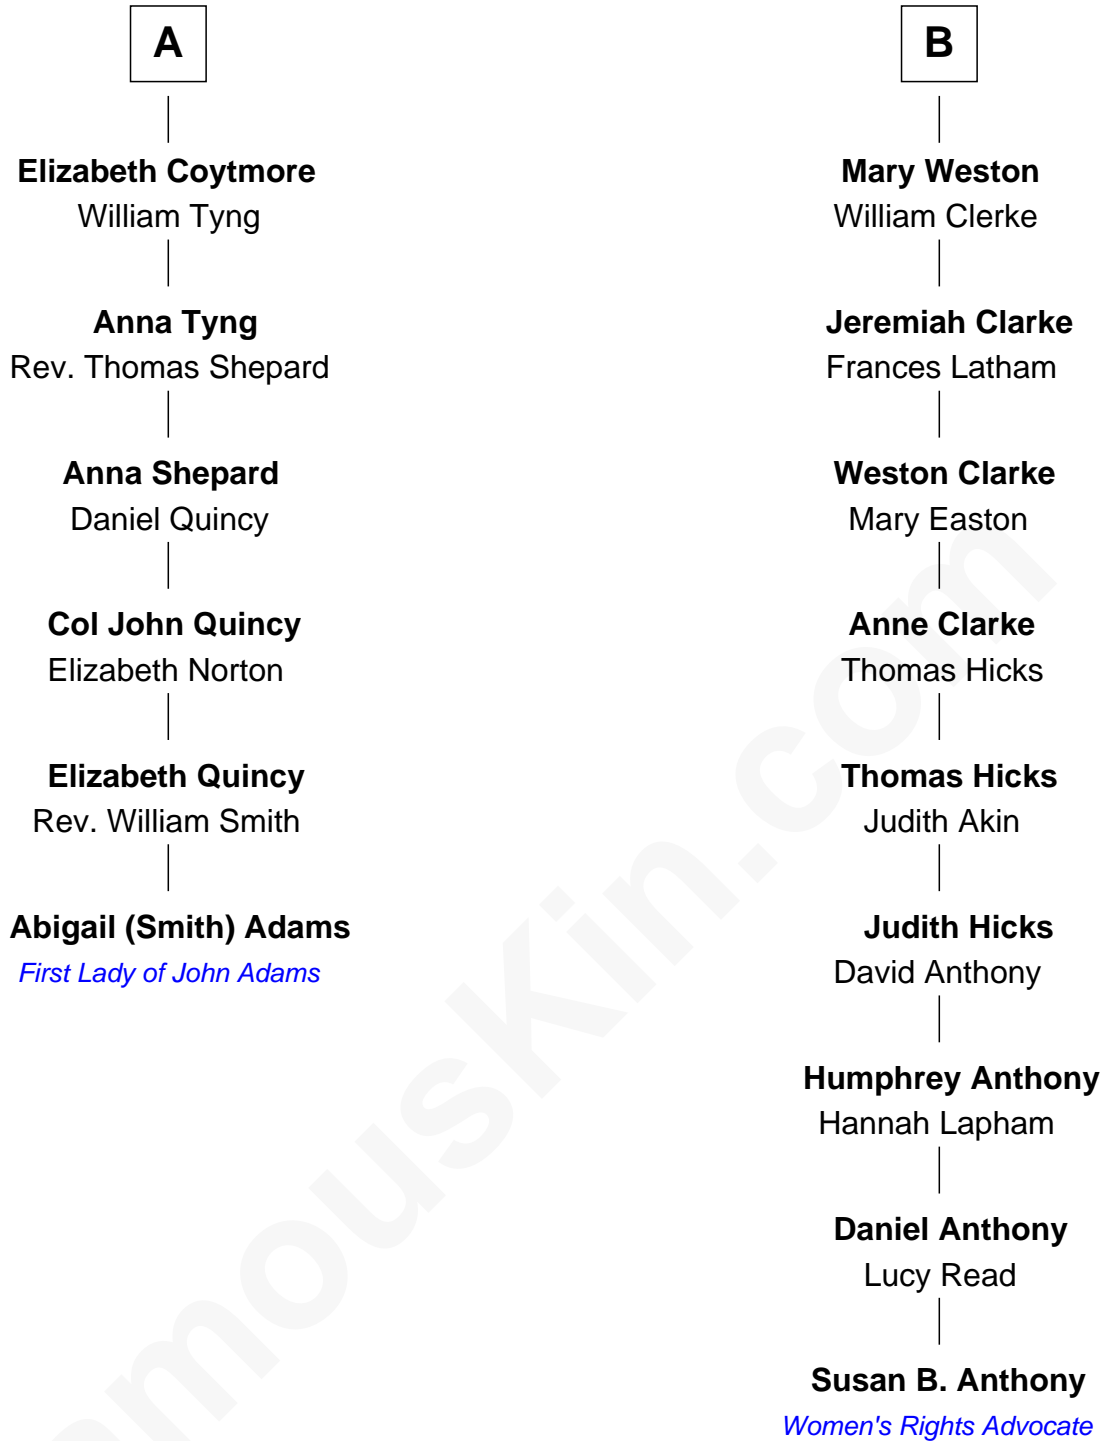 A
Elizabeth Coytmore
William Tyng
Anna Tyng
Rev. Thomas Shepard
Anna Shepard
Daniel Quincy
Col John Quincy
Elizabeth Norton
Elizabeth Quincy
Rev. William Smith
Abigail (Smith) Adams
First Lady of John Adams
B
Mary Weston
William Clerke
Jeremiah Clarke
Frances Latham
Weston Clarke
Mary Easton
Anne Clarke
Thomas Hicks
Thomas Hicks
Judith Akin
Judith Hicks
David Anthony
Humphrey Anthony
Hannah Lapham
Daniel Anthony
Lucy Read
Susan B. Anthony
Women's Rights Advocate
amousKin.com